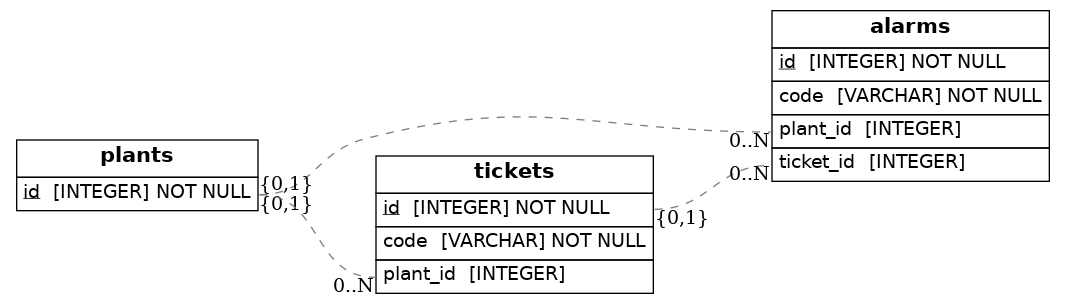 plants
id [INTEGER] NOT NULL
{0,1}
{0,1}
tickets
id [INTEGER] NOT NULL
code [VARCHAR] NOT NULL
plant_id [INTEGER]
0..N
{0,1}
alarms
id [INTEGER] NOT NULL
code [VARCHAR] NOT NULL
plant_id [INTEGER]
ticket_id [INTEGER]
0..N
0..N